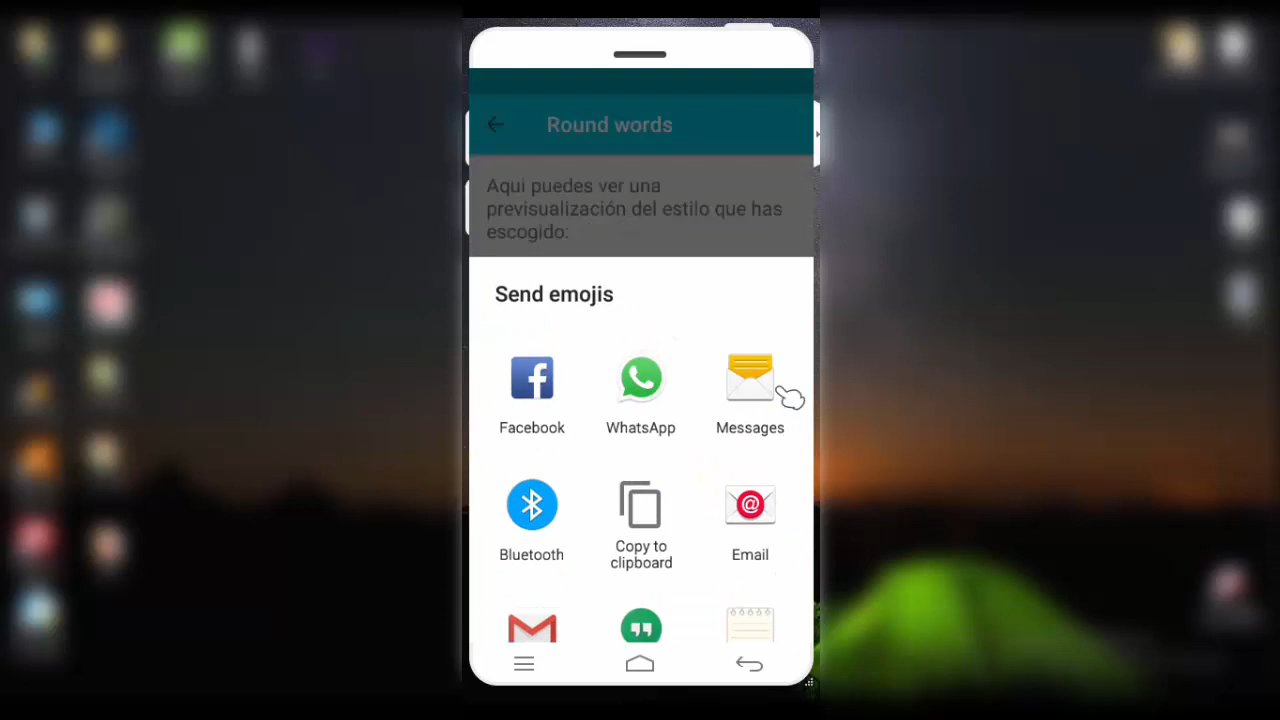 Round words
Aqui puedes ver una
previsualización del estilo que has
escogido:
Send emojis
Facebook
WhatsApp
Messages
Bluetooth
Copy to
clipboard
Email